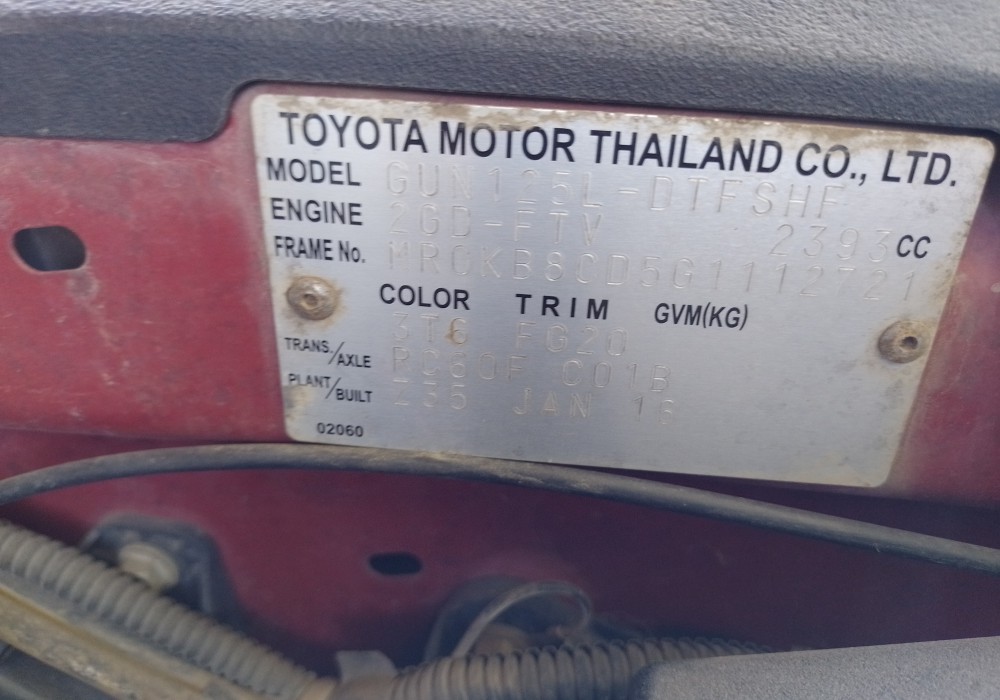 TOYOTA MOTOR THAILAND CO., LTD.
MODEL GUN125L-DTFSHF
ENGINE 2GD-FTV 2393 CC
FRAME No. MR0KB8CD5G1112721
COLOR TRIM GVM(KG)
3T6 FG20
TRANS./AXLE RC60F C01B
PLANT/BUILT JAN 16
02060